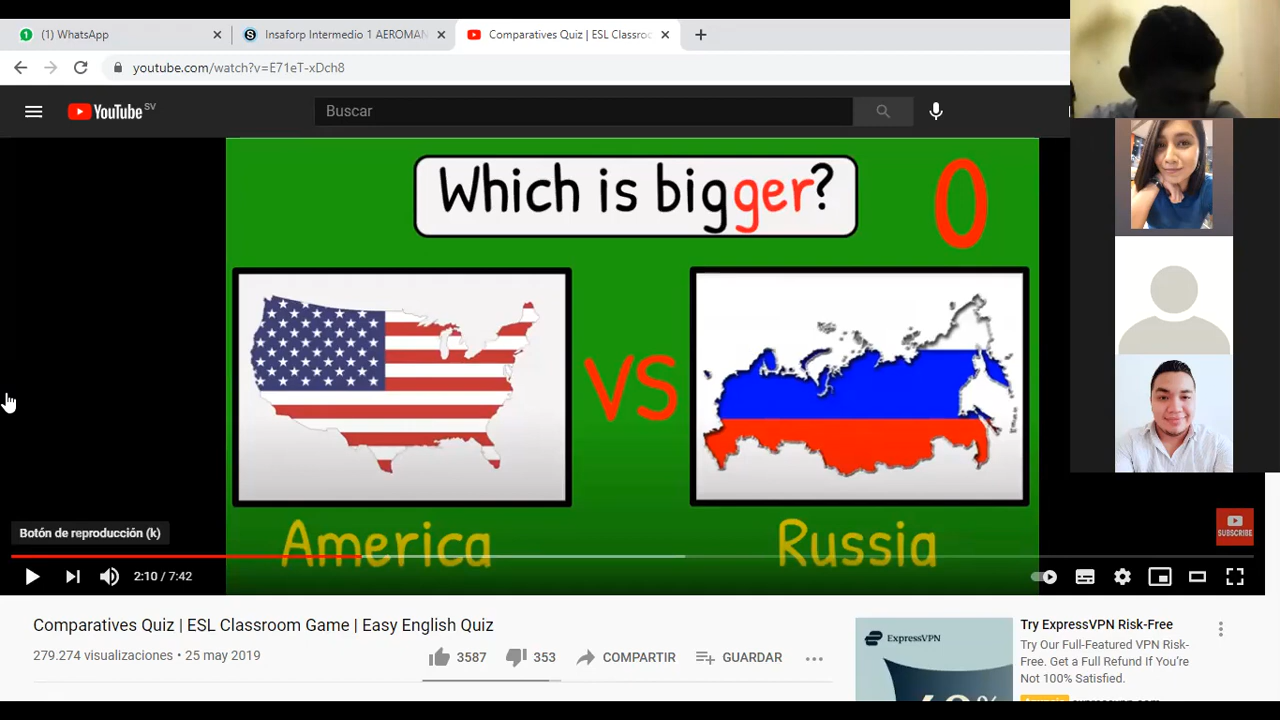 1
(1) WhatsApp
Insaforp Intermedio 1 AEROMAN
Comparatives Quiz | ESL Classroo
youtube.com/watch?v=E71eT-xDch8
YouTube SV
Buscar
Which is bigger?
0
VS
America
Russia
Botón de reproducción (k)
SUBSCRIBE
2:10 / 7:42
Comparatives Quiz | ESL Classroom Game | Easy English Quiz
279.274 visualizaciones • 25 may 2019
3587
353
COMPARTIR
GUARDAR
ExpressVPN
Try ExpressVPN Risk-Free
Try Our Full-Featured VPN Risk-
Free. Get a Full Refund If You're
Not 100% Satisfied.